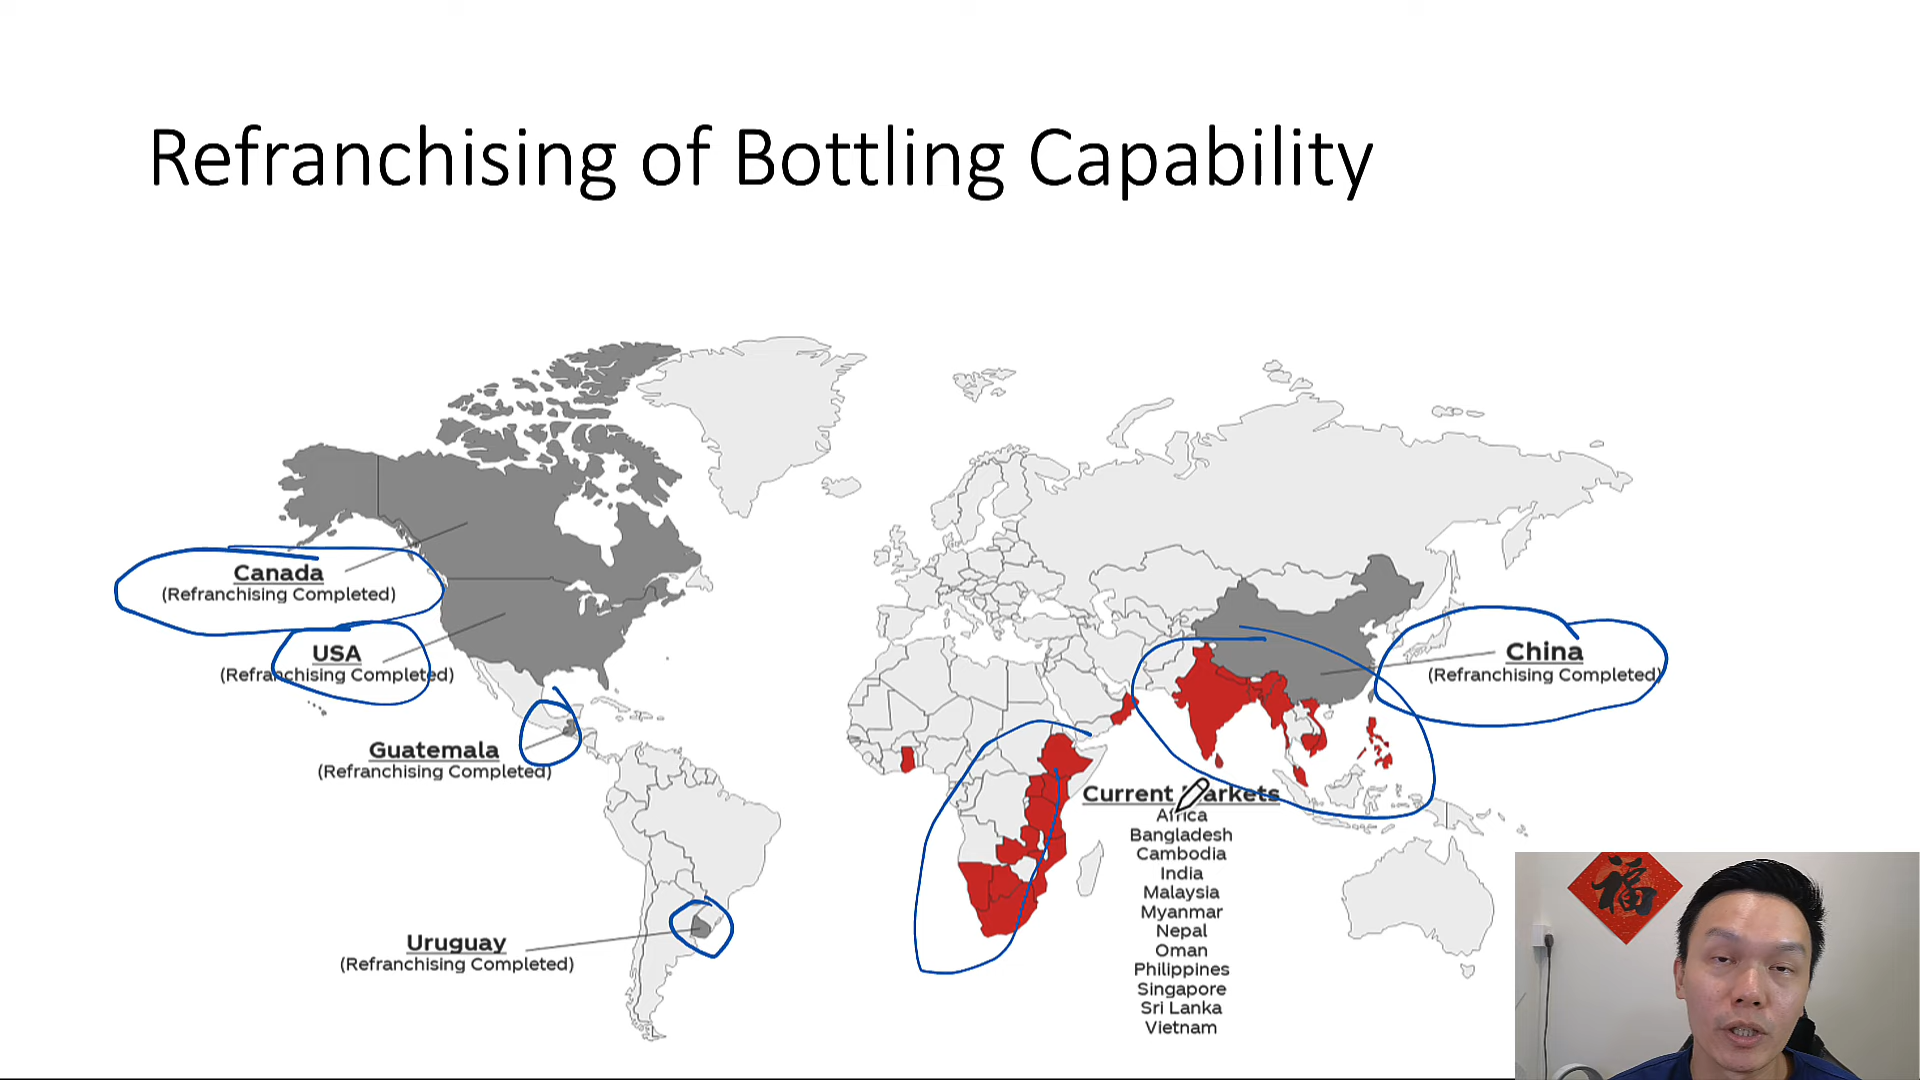 Refranchising of Bottling Capability
Canada
(Refranchising Completed)
USA
(Refranchising Completed)
Guatemala
(Refranchising Completed)
Uruguay
(Refranchising Completed)
China
(Refranchising Completed)
Current Markets
Africa
Bangladesh
Cambodia
India
Malaysia
Myanmar
Nepal
Oman
Philippines
Singapore
Sri Lanka
Vietnam
福